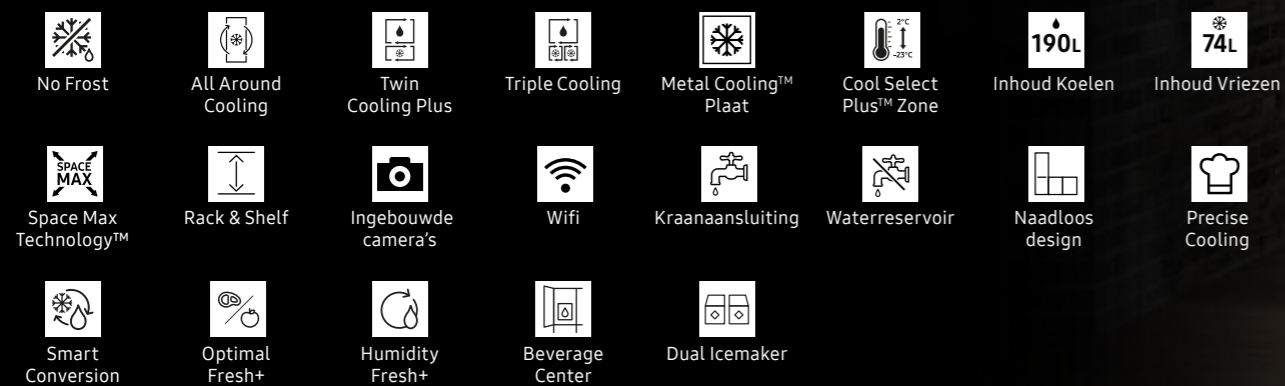 No Frost
All Around
Cooling
Twin
Cooling Plus
Triple Cooling
Metal Cooling™
Plaat
2°C
-23°C
Cool Select
Plus™ Zone
190L
Inhoud Koelen
74L
Inhoud Vriezen
SPACE
MAX
Space Max
Technology™
Rack & Shelf
Ingebouwde
camera's
Wifi
Kraanaansluiting
Waterreservoir
Naadloos
design
Precise
Cooling
Smart
Conversion
Optimal
Fresh+
Humidity
Fresh+
Beverage
Center
Dual Icemaker